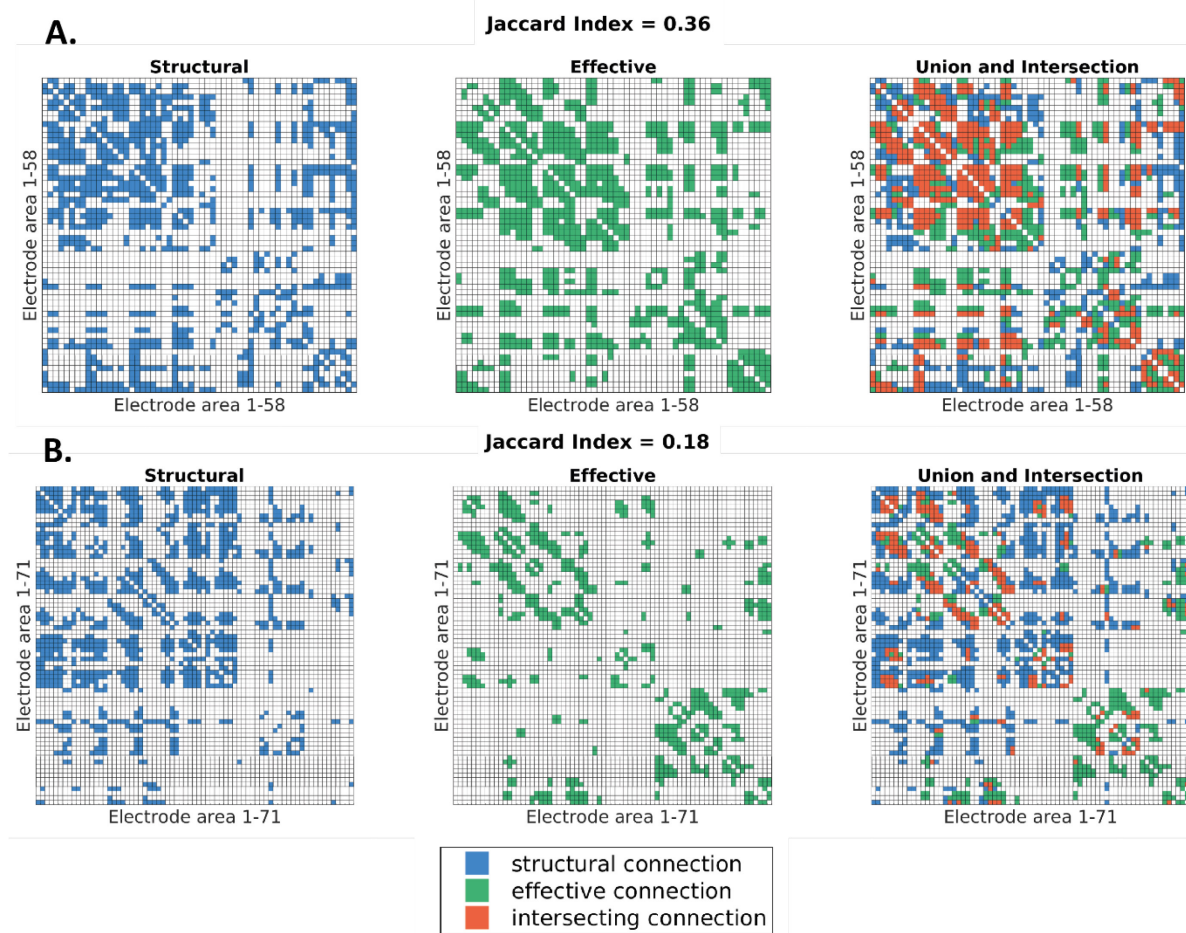 A.
Jaccard Index = 0.36
Structural
Effective
Union and Intersection
Electrode area 1-58
Electrode area 1-58
Electrode area 1-58
Electrode area 1-58
Electrode area 1-58
Electrode area 1-58
B.
Jaccard Index = 0.18
Structural
Effective
Union and Intersection
Electrode area 1-71
Electrode area 1-71
Electrode area 1-71
Electrode area 1-71
Electrode area 1-71
Electrode area 1-71
structural connection
effective connection
intersecting connection